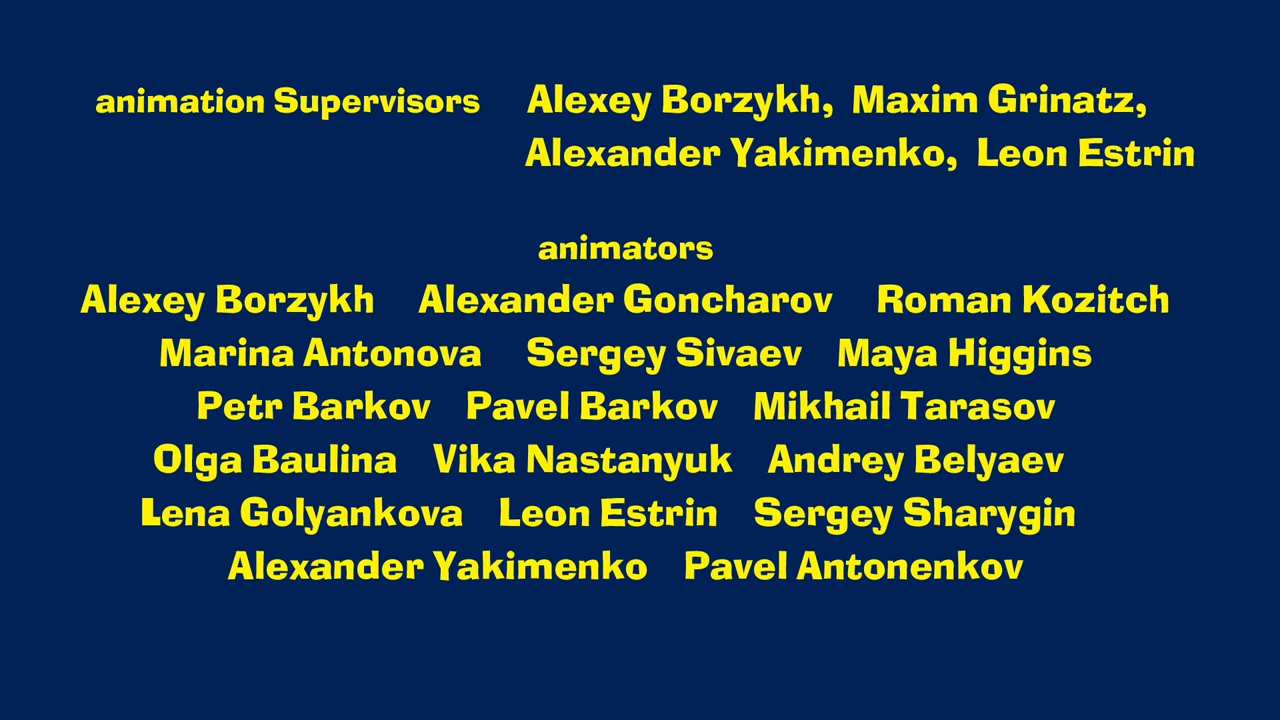 animation Supervisors Alexey Borzykh, Maxim Grinatz,
Alexander Yakimenko, Leon Estrin
animators
Alexey Borzykh Alexander Goncharov Roman Kozitch
Marina Antonova Sergey Sivaev Maya Higgins
Petr Barkov Pavel Barkov Mikhail Tarasov
Olga Baulina Vika Nastanyuk Andrey Belyaev
Lena Golyankova Leon Estrin Sergey Sharygin
Alexander Yakimenko Pavel Antonenkov